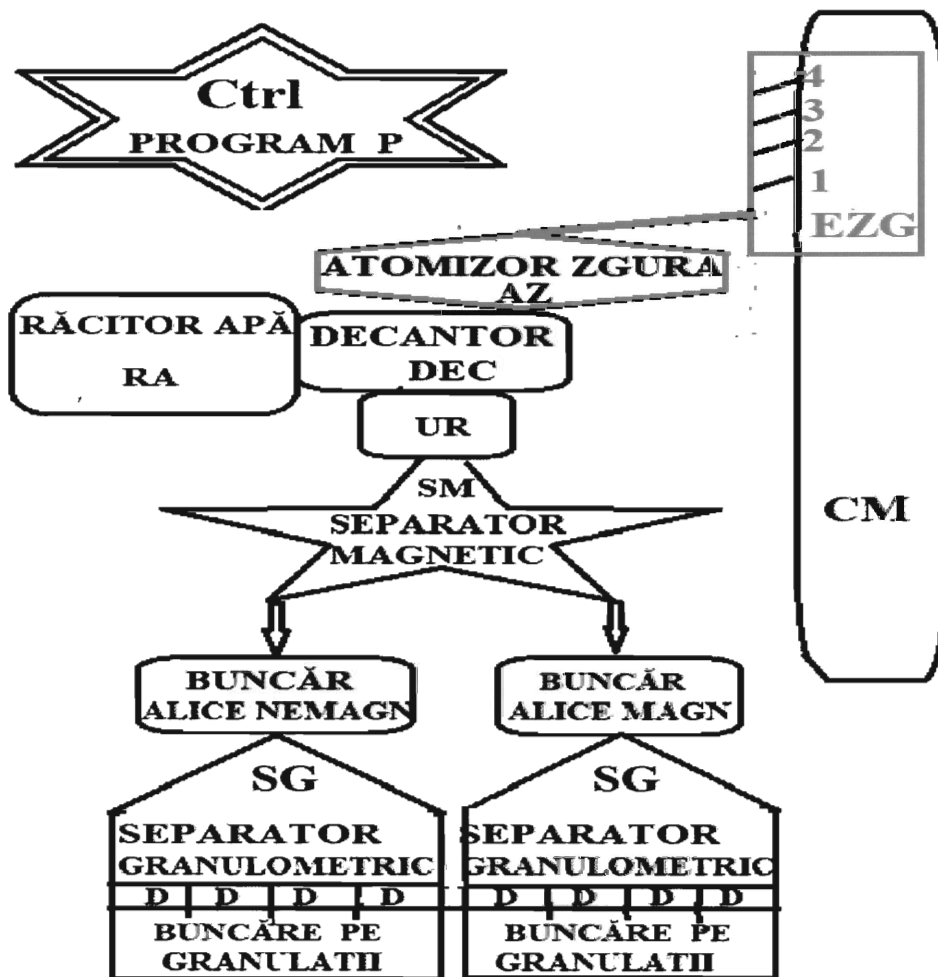 Ctrl
PROGRAM P
4
3
2
1
EZG
ATOMIZOR ZGURA
AZ
RĂCITOR APĂ
RA
DECANTOR
DEC
UR
SM
SEPARATOR
MAGNETIC
CM
BUNCĂR
ALICE NEMAGN
BUNCĂR
ALICE MAGN
SG
SEPARATOR
GRANULOMETRIC
D D D D
BUNCĂRE PE
GRANULATII
SG
SEPARATOR
GRANULOMETRIC
D D D D
BUNCĂRE PE
GRANULATII